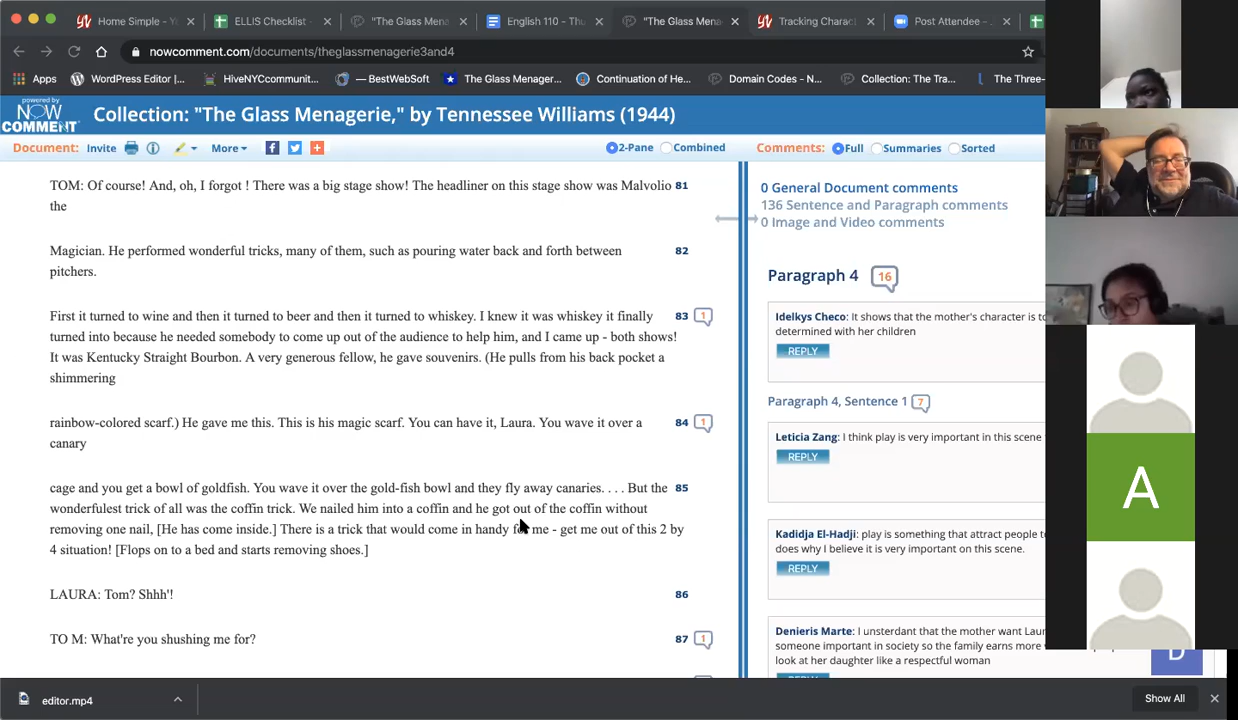 Home Simple - Y
ELLIS Checklist
"The Glass Mena
English 110 - Thu
"The Glass Mena
Tracking Charac
Post Attendee -
nowcomment.com/documents/theglassmenagerie3and4
Apps
WordPress Editor |...
HiveNYCcommunit...
— BestWebSoft
The Glass Menager...
Continuation of He...
Domain Codes - N...
Collection: The Tra...
The Three-
powered by
NOW
COMMENT
Collection: "The Glass Menagerie," by Tennessee Williams (1944)
Document:
Invite
More
2-Pane
Combined
Comments:
Full
Summaries
Sorted
TOM: Of course! And, oh, I forgot ! There was a big stage show! The headliner on this stage show was Malvolio 81
the
Magician. He performed wonderful tricks, many of them, such as pouring water back and forth between 82
pitchers.
First it turned to wine and then it turned to beer and then it turned to whiskey. I knew it was whiskey it finally 83 1
turned into because he needed somebody to come up out of the audience to help him, and I came up - both shows!
It was Kentucky Straight Bourbon. A very generous fellow, he gave souvenirs. (He pulls from his back pocket a
shimmering
rainbow-colored scarf.) He gave me this. This is his magic scarf. You can have it, Laura. You wave it over a 84 1
canary
cage and you get a bowl of goldfish. You wave it over the gold-fish bowl and they fly away canaries. . . . But the 85
wonderfulest trick of all was the coffin trick. We nailed him into a coffin and he got out of the coffin without
removing one nail, [He has come inside.] There is a trick that would come in handy for me - get me out of this 2 by
4 situation! [Flops on to a bed and starts removing shoes.]
LAURA: Tom? Shhh'! 86
TO M: What're you shushing me for? 87 1
0 General Document comments
136 Sentence and Paragraph comments
0 Image and Video comments
Paragraph 4 16
Idelkys Checo: It shows that the mother's character is to
determined with her children
REPLY
Paragraph 4, Sentence 1 7
Leticia Zang: I think play is very important in this scene
REPLY
Kadidja El-Hadji: play is something that attract people t
does why I believe it is very important on this scene.
REPLY
Denieris Marte: I unsterdant that the mother want Lau
someone important in society so the family earns more
look at her daughter like a respectful woman
A
D
editor.mp4
Show All